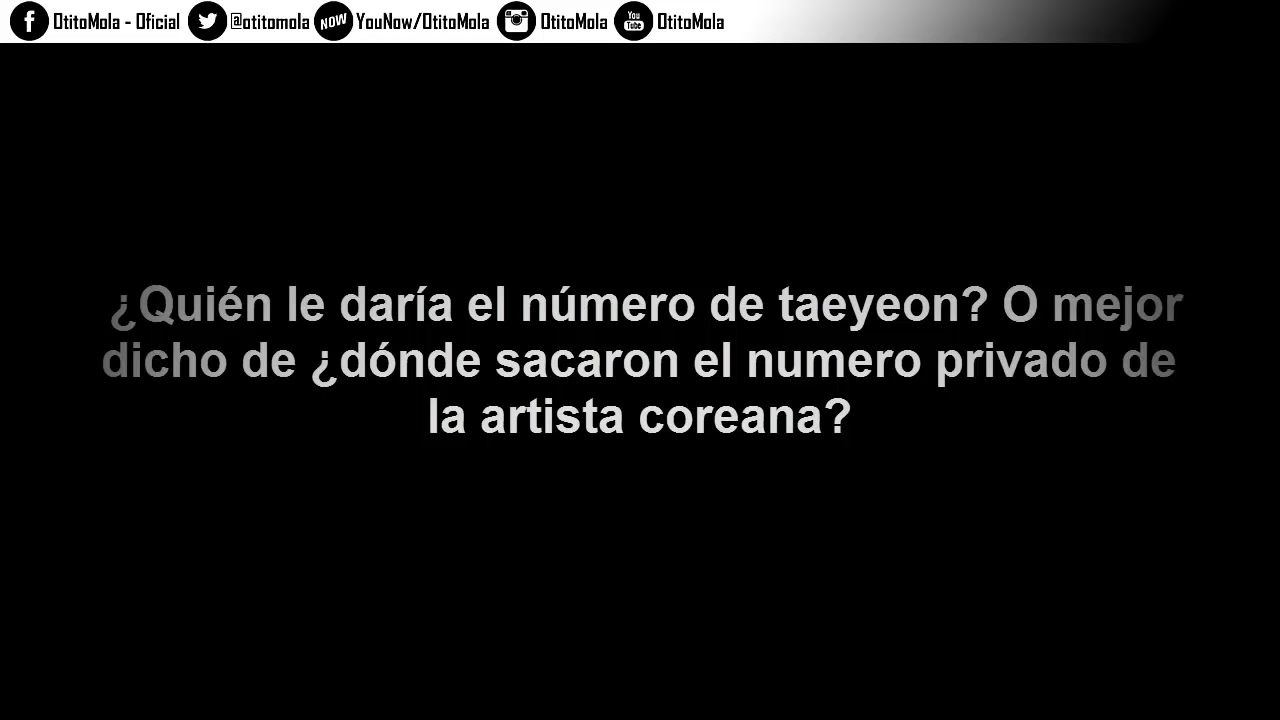 OtitoMola - Oficial @otitomola NOW YouNow/OtitoMola OtitoMola You Tube OtitoMola
¿Quién le daría el número de taeyeon? O mejor
dicho de ¿dónde sacaron el numero privado de
la artista coreana?